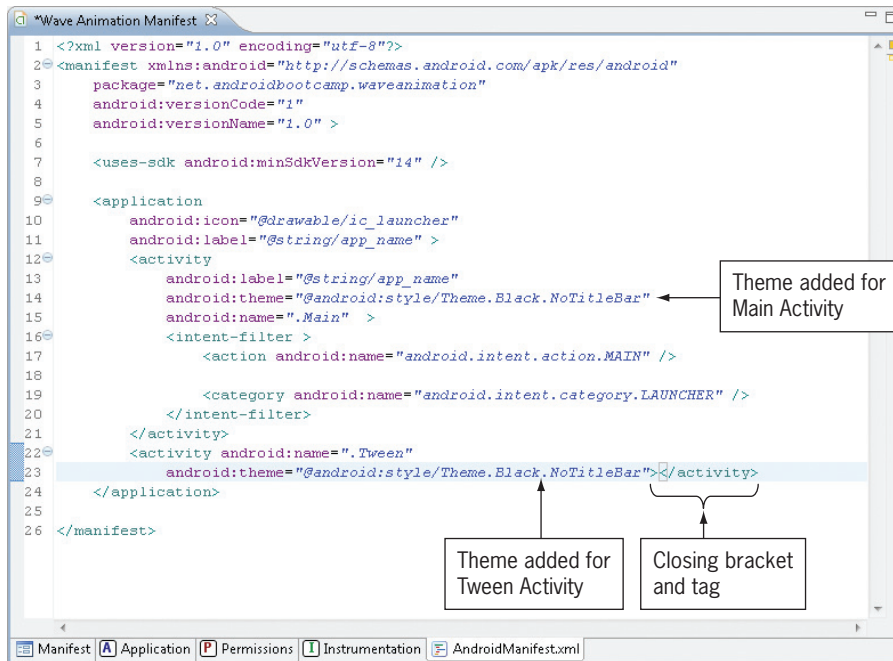 *Wave Animation Manifest
1 <?xml version="1.0" encoding="utf-8"?>
2 <manifest xmlns:android="http://schemas.android.com/apk/res/android"
3 package="net.androidbootcamp.waveanimation"
4 android:versionCode="1"
5 android:versionName="1.0" >
6
7 <uses-sdk android:minSdkVersion="14" />
8
9 <application
10 android:icon="@drawable/ic_launcher"
11 android:label="@string/app_name" >
12 <activity
13 android:label="@string/app_name"
14 android:theme="@android:style/Theme.Black.NoTitleBar"
15 android:name=".Main" >
16 <intent-filter >
17 <action android:name="android.intent.action.MAIN" />
18
19 <category android:name="android.intent.category.LAUNCHER" />
20 </intent-filter>
21 </activity>
22 <activity android:name=".Tween"
23 android:theme="@android:style/Theme.Black.NoTitleBar"></activity>
24 </application>
25
26 </manifest>
Theme added for
Main Activity
Theme added for
Tween Activity
Closing bracket
and tag
Manifest A Application P Permissions I Instrumentation AndroidManifest.xml